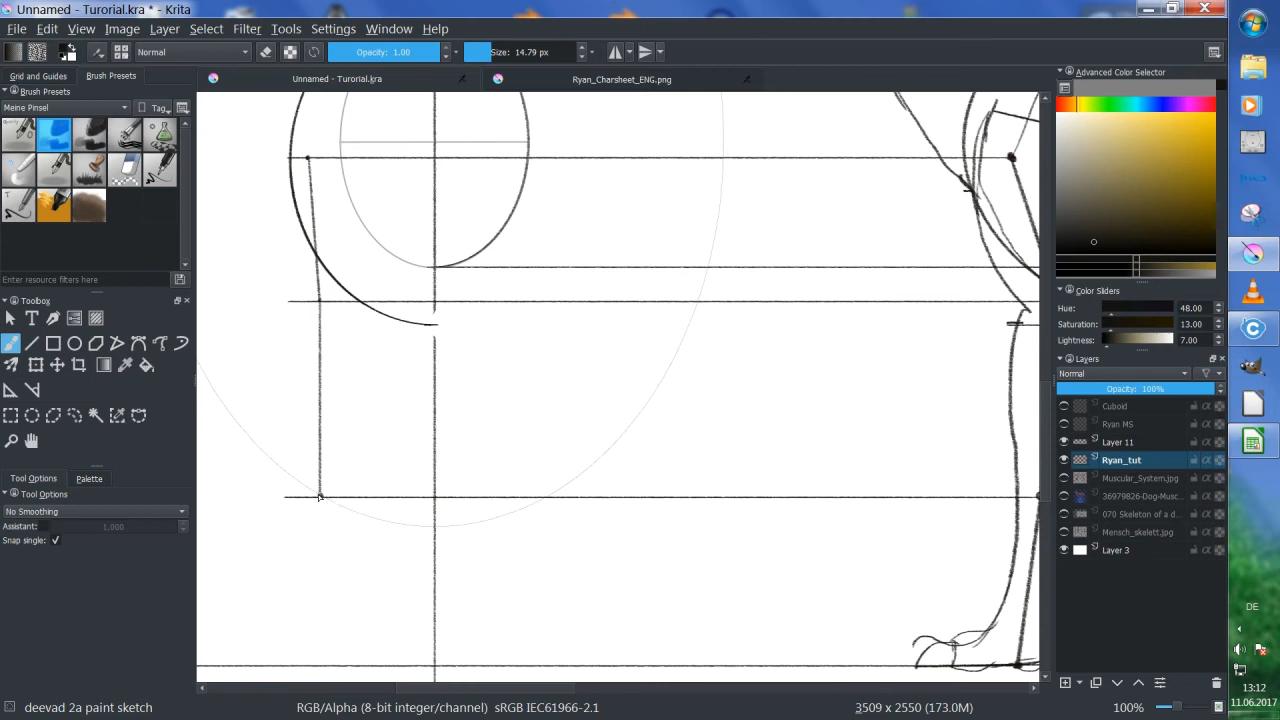 Unnamed - Turorial.kra * - Krita
File Edit View Image Layer Select Filter Tools Settings Window Help
Normal Opacity: 1.00 Size: 14.79 px
Grid and Guides Brush Presets
Unnamed - Turorial.kra Ryan_Charsheet_ENG.png
Advanced Color Selector
Brush Presets
Meine Pinsel Tag
Enter resource filters here
Toolbox
Color Sliders
Hue: 48.00
Saturation: 13.00
Lightness: 7.00
Layers
Normal
Opacity: 100%
Cuboid
Ryan MS
Layer 11
Ryan_tut
Muscular_System.jpg
36979826-Dog-Musc...
070 Skeleton of a d...
Mensch_skelett.jpg
Layer 3
Tool Options Palette
Tool Options
No Smoothing
Assistant: 1,000
Snap single:
DE
deevad 2a paint sketch
RGB/Alpha (8-bit integer/channel) sRGB IEC61966-2.1
3509 x 2550 (173.0M)
100%
13:12
11.06.2017